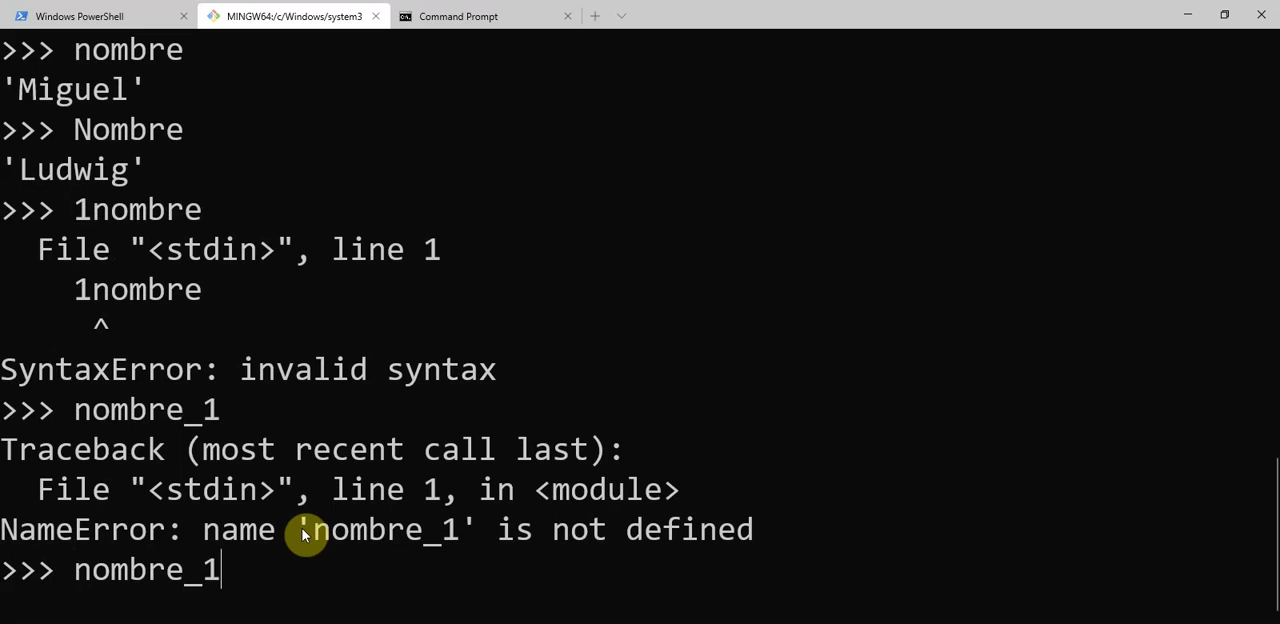 Windows PowerShell
MINGW64:/c/Windows/system3
Command Prompt
>>> nombre
'Miguel'
>>> Nombre
'Ludwig'
>>> 1nombre
  File "<stdin>", line 1
    1nombre
     ^
SyntaxError: invalid syntax
>>> nombre_1
Traceback (most recent call last):
  File "<stdin>", line 1, in <module>
NameError: name 'nombre_1' is not defined
>>> nombre_1